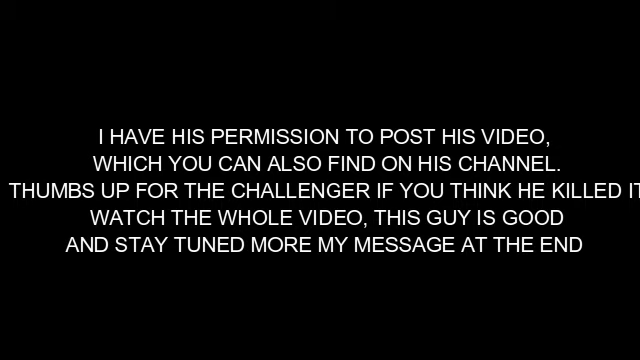 I HAVE HIS PERMISSION TO POST HIS VIDEO,
WHICH YOU CAN ALSO FIND ON HIS CHANNEL.
THUMBS UP FOR THE CHALLENGER IF YOU THINK HE KILLED IT
WATCH THE WHOLE VIDEO, THIS GUY IS GOOD
AND STAY TUNED MORE MY MESSAGE AT THE END